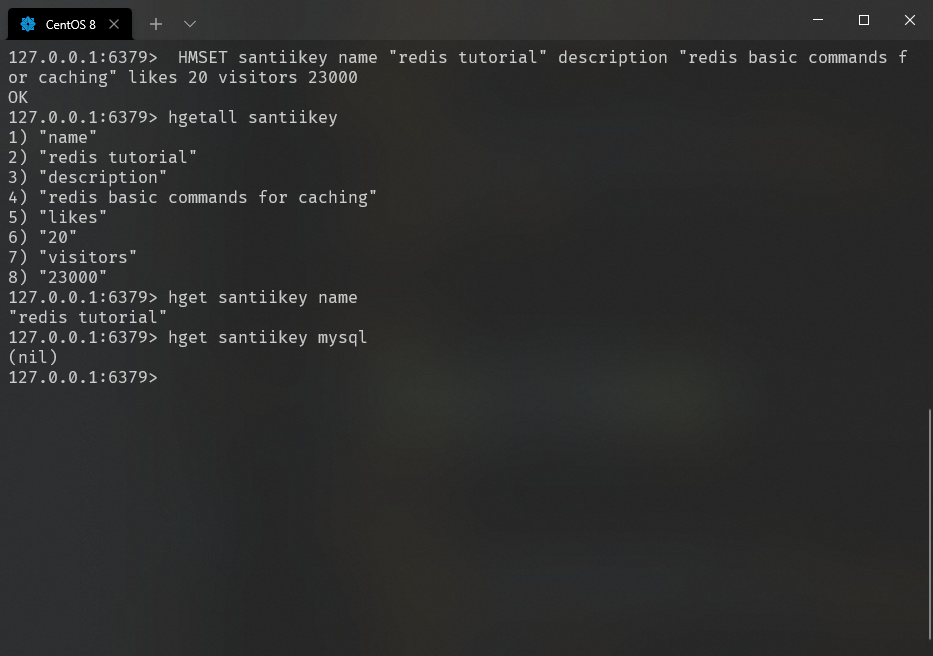 CentOS 8
127.0.0.1:6379>  HMSET santiikey name "redis tutorial" description "redis basic commands f
or caching" likes 20 visitors 23000
OK
127.0.0.1:6379> hgetall santiikey
1) "name"
2) "redis tutorial"
3) "description"
4) "redis basic commands for caching"
5) "likes"
6) "20"
7) "visitors"
8) "23000"
127.0.0.1:6379> hget santiikey name
"redis tutorial"
127.0.0.1:6379> hget santiikey mysql
(nil)
127.0.0.1:6379>